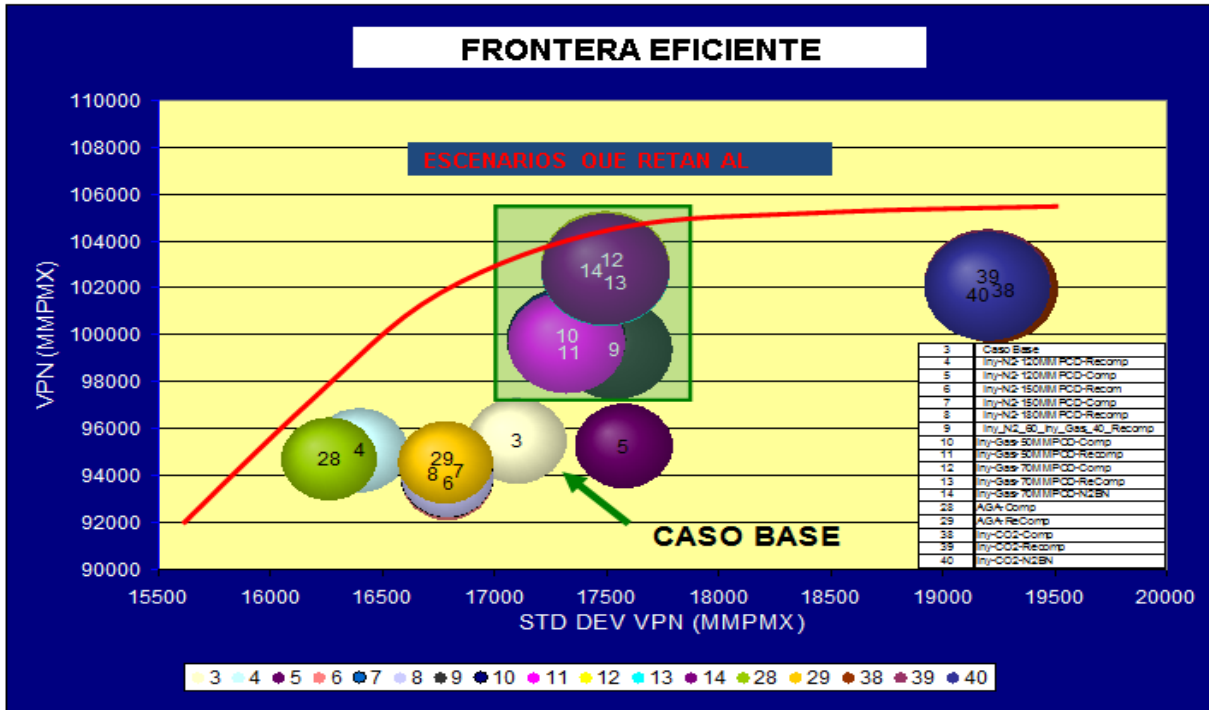 FRONTERA EFICIENTE
VPN (MMPMX)
110000
108000
106000
104000
102000
100000
98000
96000
94000
92000
90000
ESCENARIOS QUE RETAN AL
12
14
13
10
11
9
39
40 38
28
4
29
8 7
6
3
5
CASO BASE
3 Caso Base
4 Iny-N2-120MMPCD-Recomp
5 Iny-N2-120MMPCD-Comp
6 Iny-N2-150MMPCD-Recom
7 Iny-N2-150MMPCD-Comp
8 Iny-N2-180MMPCD-Recomp
9 Iny_N2_60_Iny_Gas_40_Recomp
10 Iny-Gas-50MMPCD-Comp
11 Iny-Gas-50MMPCD-Recomp
12 Iny-Gas-70MMPCD-Comp
13 Iny-Gas-70MMPCD-ReComp
14 Iny-Gas-70MMPCD-N2BN
28 AGA-Comp
29 AGA-ReComp
38 Iny-CO2-Comp
39 Iny-CO2-Recomp
40 Iny-CO2-N2BN
15500 16000 16500 17000 17500 18000 18500 19000 19500 20000
STD DEV VPN (MMPMX)
3 4 5 6 7 8 9 10 11 12 13 14 28 29 38 39 40